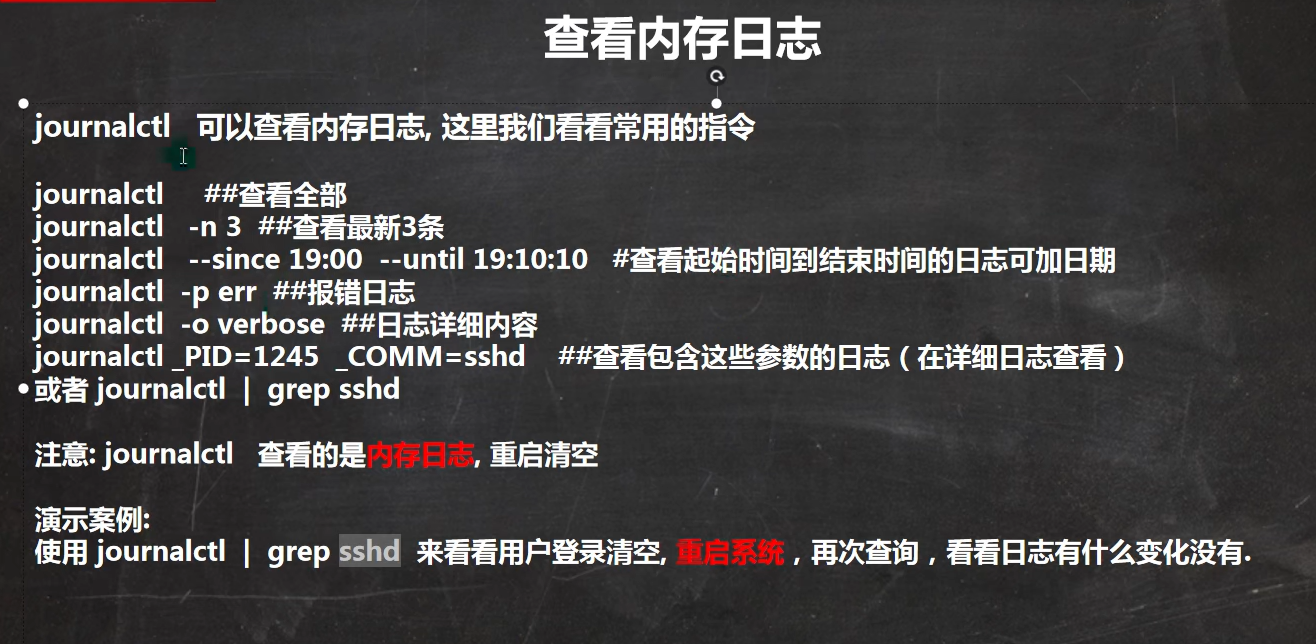 查看内存日志
journalctl 可以查看内存日志, 这里我们看看常用的指令
journalctl ##查看全部
journalctl -n 3 ##查看最新3条
journalctl --since 19:00 --until 19:10:10 #查看起始时间到结束时间的日志可加日期
journalctl -p err ##报错日志
journalctl -o verbose ##日志详细内容
journalctl _PID=1245 _COMM=sshd ##查看包含这些参数的日志（在详细日志查看）
或者 journalctl | grep sshd
注意: journalctl 查看的是内存日志, 重启清空
演示案例:
使用 journalctl | grep sshd 来看看用户登录清空, 重启系统，再次查询，看看日志有什么变化没有.